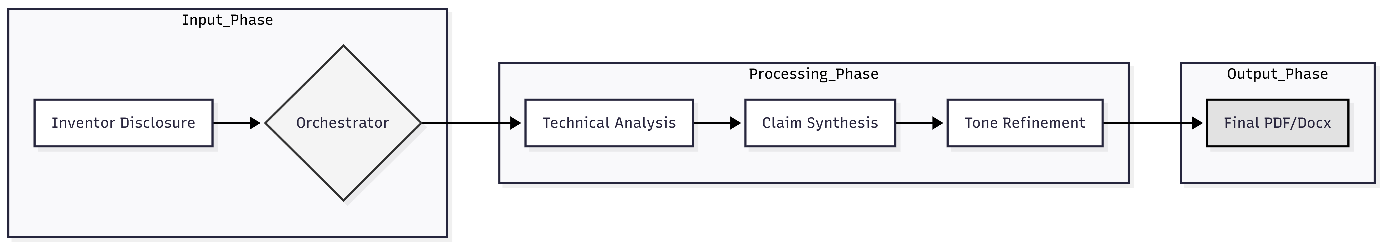 Input_Phase
Inventor Disclosure
Orchestrator
Processing_Phase
Technical Analysis
Claim Synthesis
Tone Refinement
Output_Phase
Final PDF/Docx